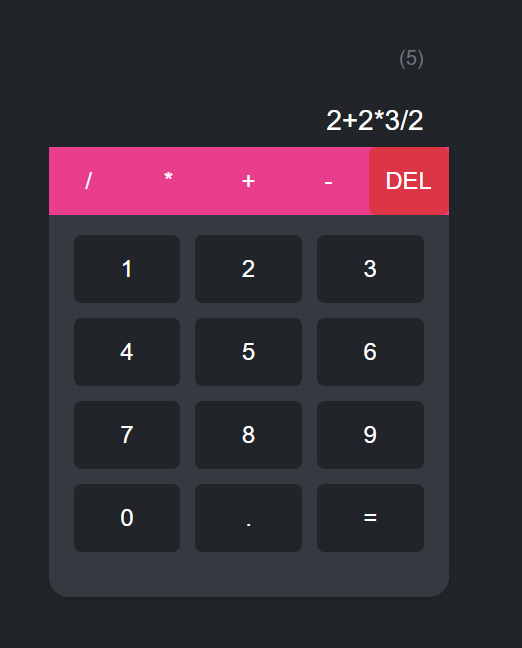 (5)
2+2*3/2
/ * + - DEL
1 2 3
4 5 6
7 8 9
0 . =